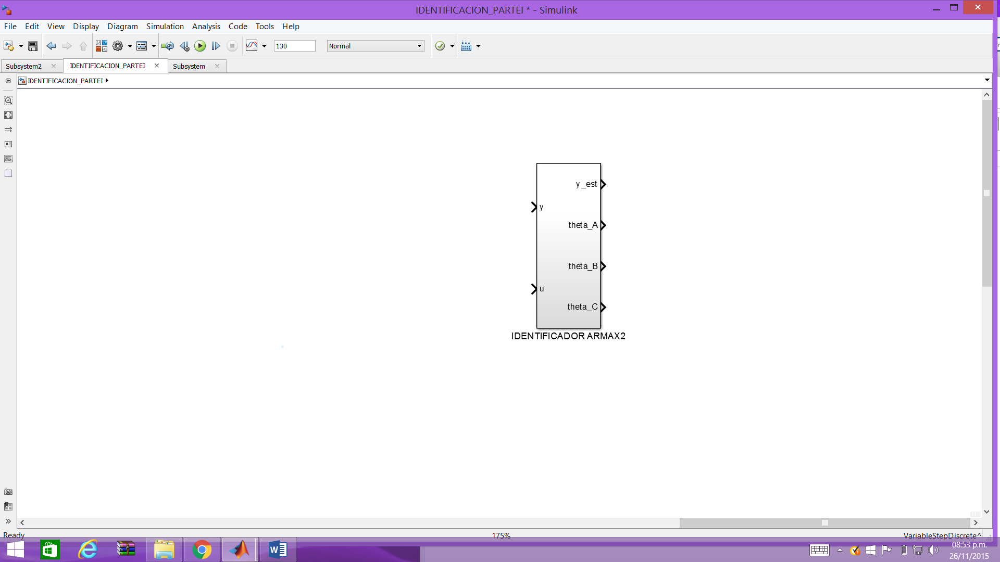 IDENTIFICACION_PARTEI * - Simulink
File Edit View Display Diagram Simulation Analysis Code Tools Help
130 Normal
Subsystem2 IDENTIFICACION_PARTEI Subsystem
IDENTIFICACION_PARTEI
y_est
y
theta_A
theta_B
u
theta_C
IDENTIFICADOR ARMAX2
Ready 175% VariableStepDiscrete^
08:53 p.m.
26/11/2015